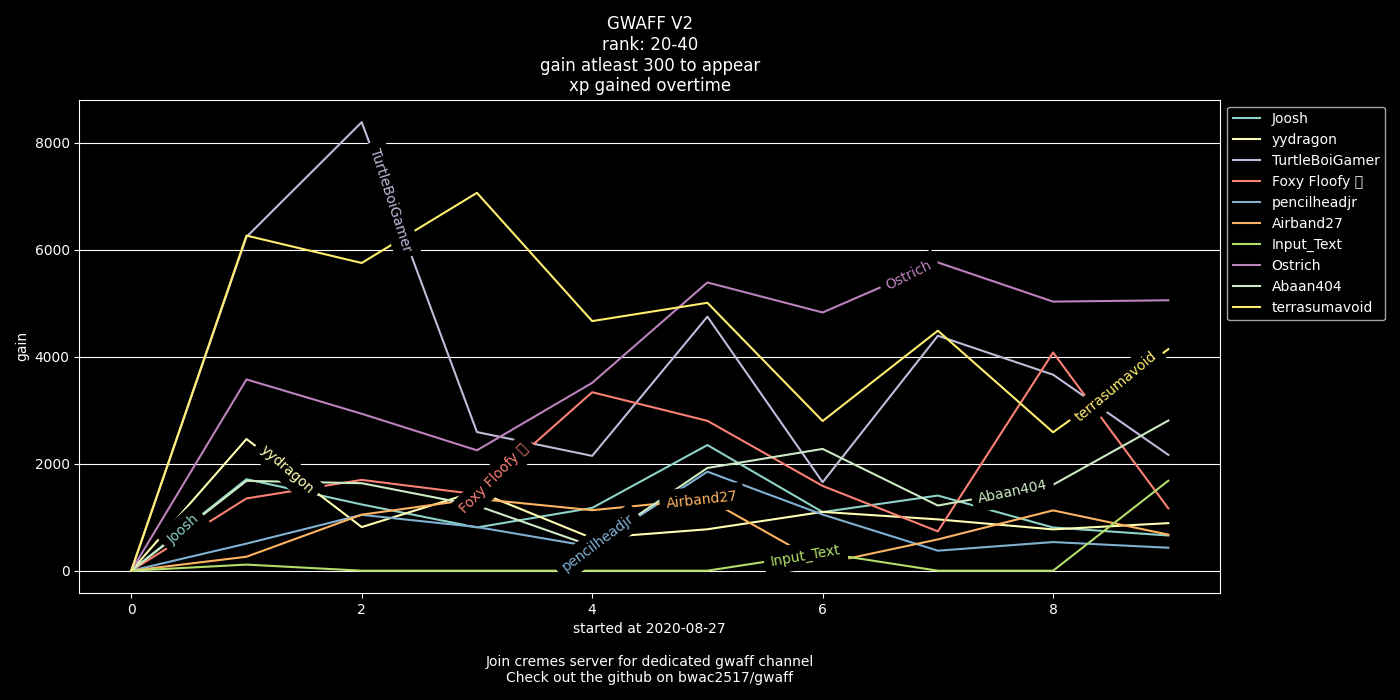 GWAFF V2
rank: 20-40
gain atleast 300 to appear
xp gained overtime
gain
8000
6000
4000
2000
0
TurtleBoiGamer
Ostrich
terrasumavoid
yydragon
Foxy Floofy
Joosh
pencilheadjr
Airband27
Abaan404
Input_Text
0
2
4
6
8
started at 2020-08-27
Join cremes server for dedicated gwaff channel
Check out the github on bwac2517/gwaff
Joosh
yydragon
TurtleBoiGamer
Foxy Floofy
pencilheadjr
Airband27
Input_Text
Ostrich
Abaan404
terrasumavoid